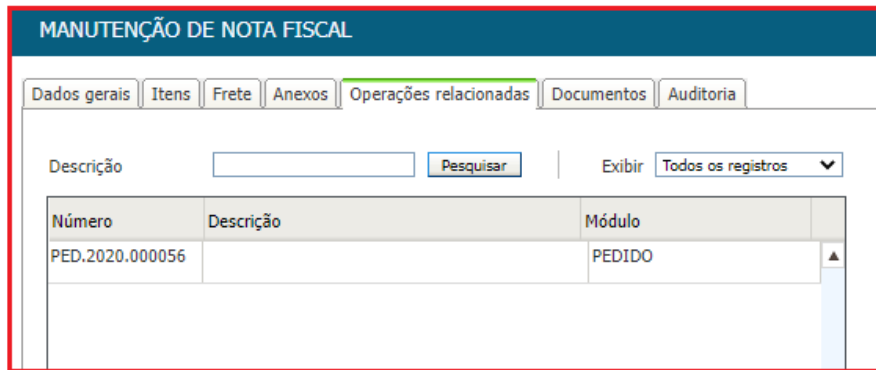 MANUTENÇÃO DE NOTA FISCAL
Dados gerais Itens Frete Anexos Operações relacionadas Documentos Auditoria
Descrição Pesquisar Exibir Todos os registros
Número Descrição Módulo
PED.2020.000056 PEDIDO